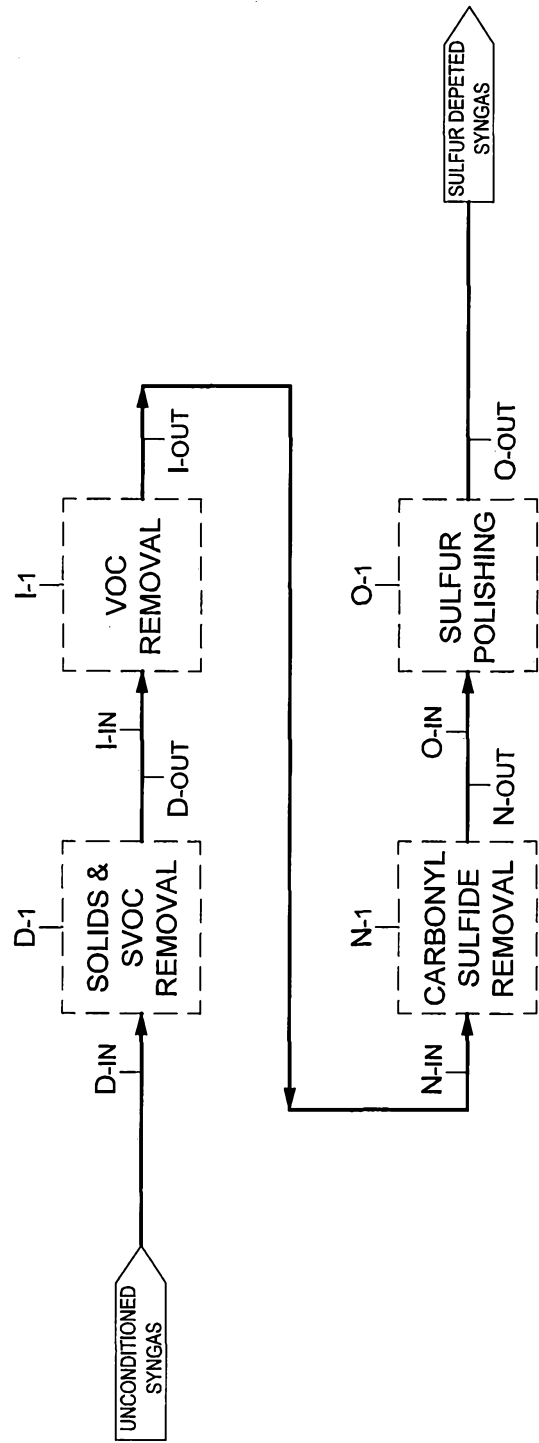 UNCONDITIONED
SYNGAS
D-IN
D-1
SOLIDS &
SVOC
REMOVAL
D-OUT
I-IN
I-1
VOC
REMOVAL
I-OUT
N-IN
N-1
CARBONYL
SULFIDE
REMOVAL
N-OUT
O-IN
O-1
SULFUR
POLISHING
O-OUT
SULFUR DEPETED
SYNGAS